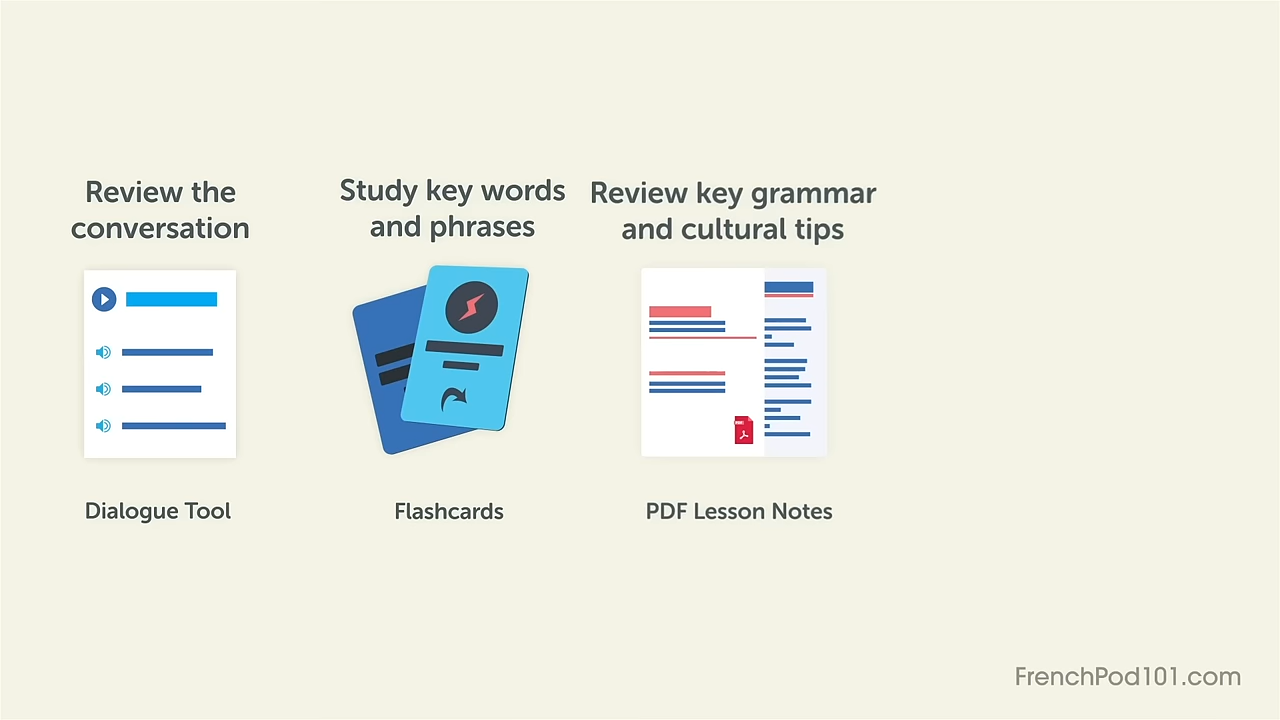 Review the
conversation
Study key words
and phrases
Review key grammar
and cultural tips
Dialogue Tool
Flashcards
PDF Lesson Notes
FrenchPod101.com